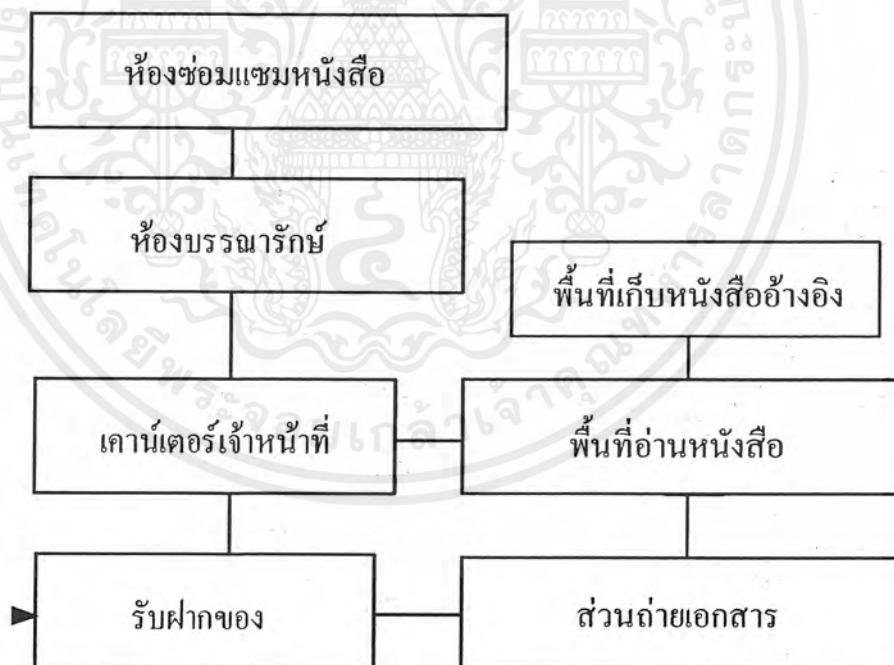 ห้องซ่อมแซมหนังสือ
ห้องบรรณารักษ์
พื้นที่เก็บหนังสืออ้างอิง
เคาน์เตอร์เจ้าหน้าที่
พื้นที่อ่านหนังสือ
รับฝากของ
ส่วนถ่ายเอกสาร